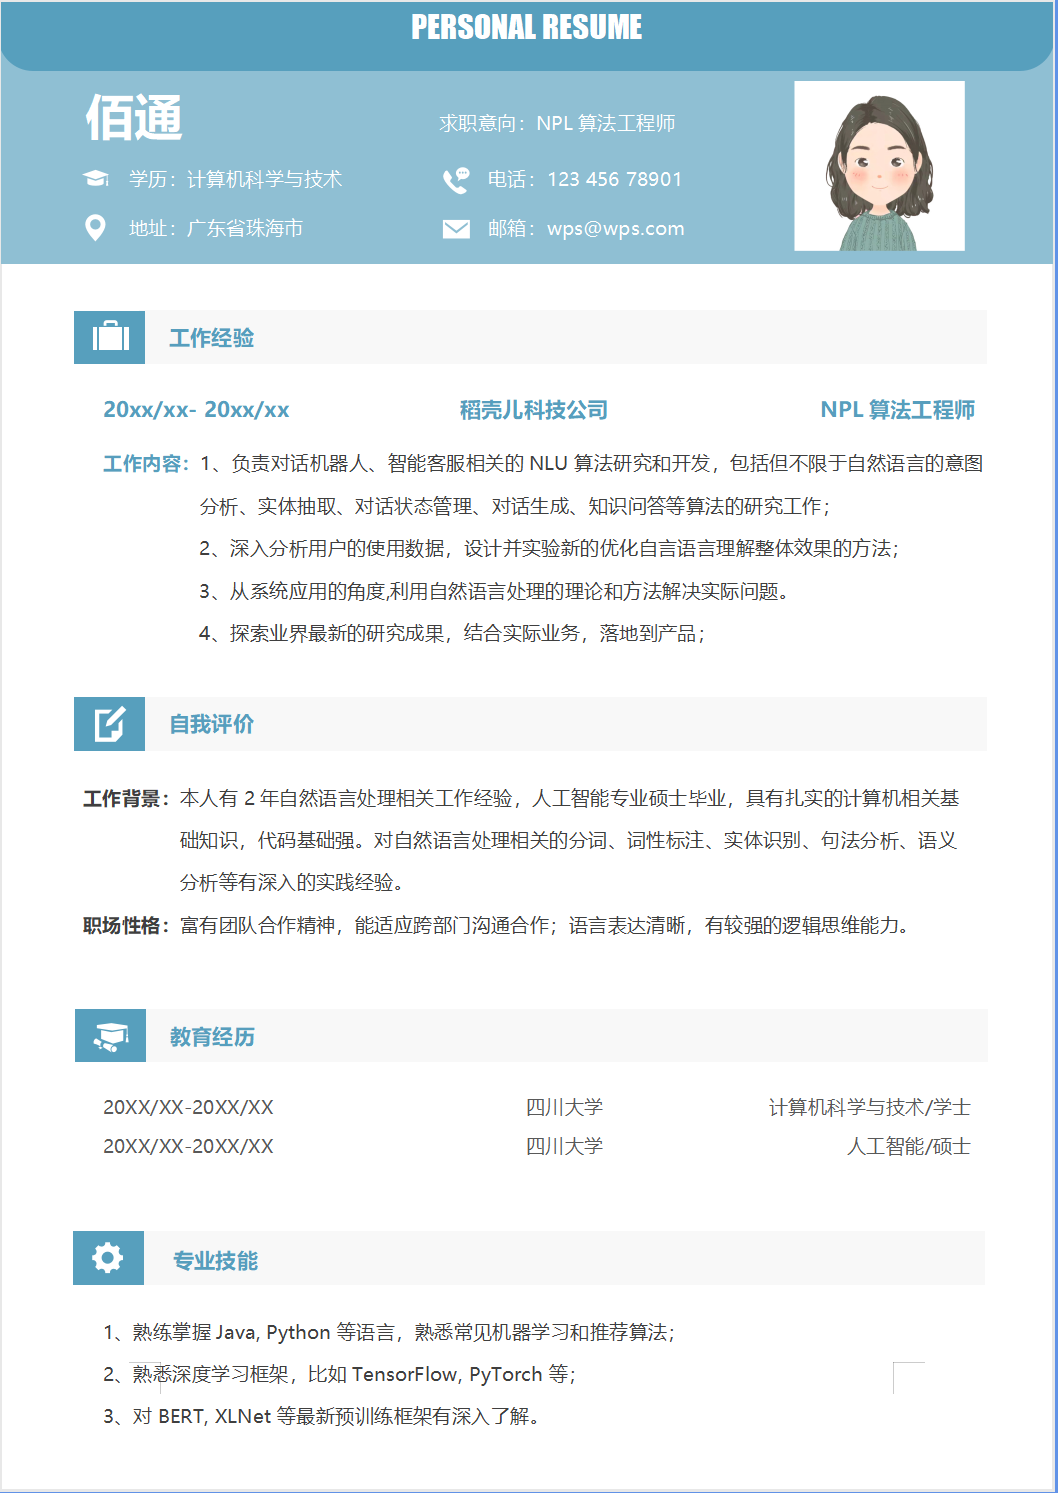 PERSONAL RESUME
佰通
求职意向：NPL 算法工程师
学历：计算机科学与技术
电话：123 456 78901
地址：广东省珠海市
邮箱：wps@wps.com
工作经验
20xx/xx- 20xx/xx 稻壳儿科技公司 NPL 算法工程师
工作内容：1、负责对话机器人、智能客服相关的 NLU 算法研究和开发，包括但不限于自然语言的意图
分析、实体抽取、对话状态管理、对话生成、知识问答等算法的研究工作；
2、深入分析用户的使用数据，设计并实验新的优化自言语言理解整体效果的方法；
3、从系统应用的角度,利用自然语言处理的理论和方法解决实际问题。
4、探索业界最新的研究成果，结合实际业务，落地到产品；
自我评价
工作背景：本人有 2 年自然语言处理相关工作经验，人工智能专业硕士毕业，具有扎实的计算机相关基
础知识，代码基础强。对自然语言处理相关的分词、词性标注、实体识别、句法分析、语义
分析等有深入的实践经验。
职场性格：富有团队合作精神，能适应跨部门沟通合作；语言表达清晰，有较强的逻辑思维能力。
教育经历
20XX/XX-20XX/XX 四川大学 计算机科学与技术/学士
20XX/XX-20XX/XX 四川大学 人工智能/硕士
专业技能
1、熟练掌握 Java, Python 等语言，熟悉常见机器学习和推荐算法；
2、熟悉深度学习框架，比如 TensorFlow, PyTorch 等；
3、对 BERT, XLNet 等最新预训练框架有深入了解。